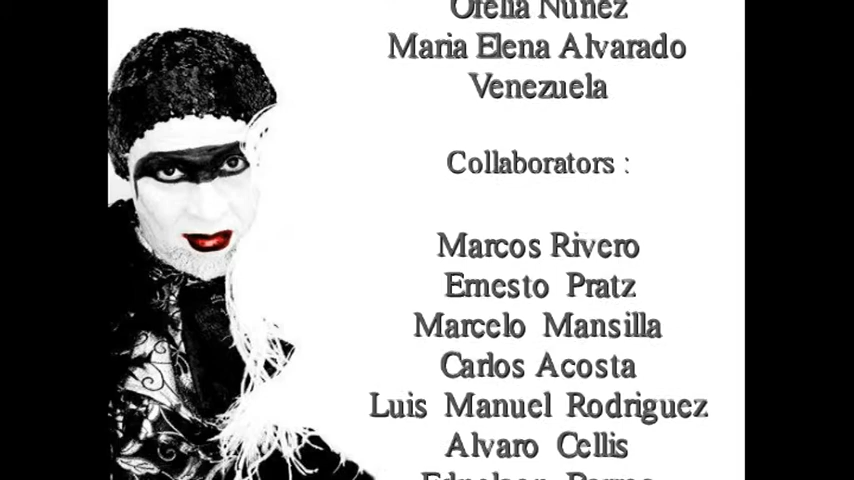 Ofelia Nuñez
Maria Elena Alvarado
Venezuela
Collaborators :
Marcos Rivero
Ernesto Pratz
Marcelo Mansilla
Carlos Acosta
Luis Manuel Rodriguez
Alvaro Cellis